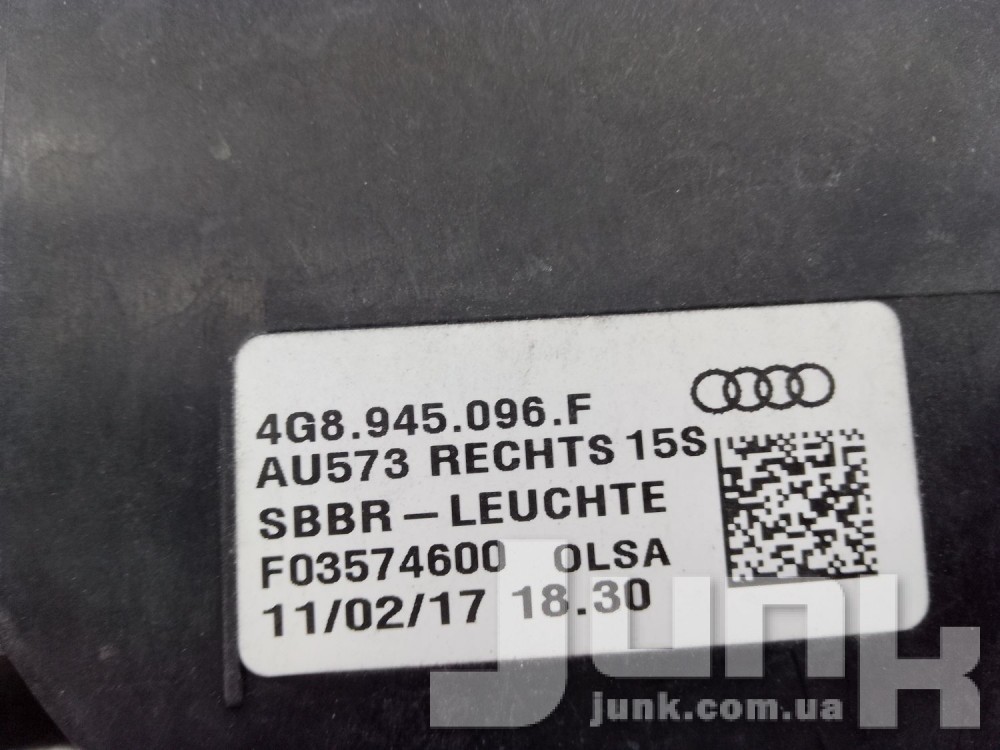 4G8.945.096.F
AU573 RECHTS 15S
SBBR-LEUCHTE
F03574600 OLSA
11/02/17 18.30
junk
junk.com.ua